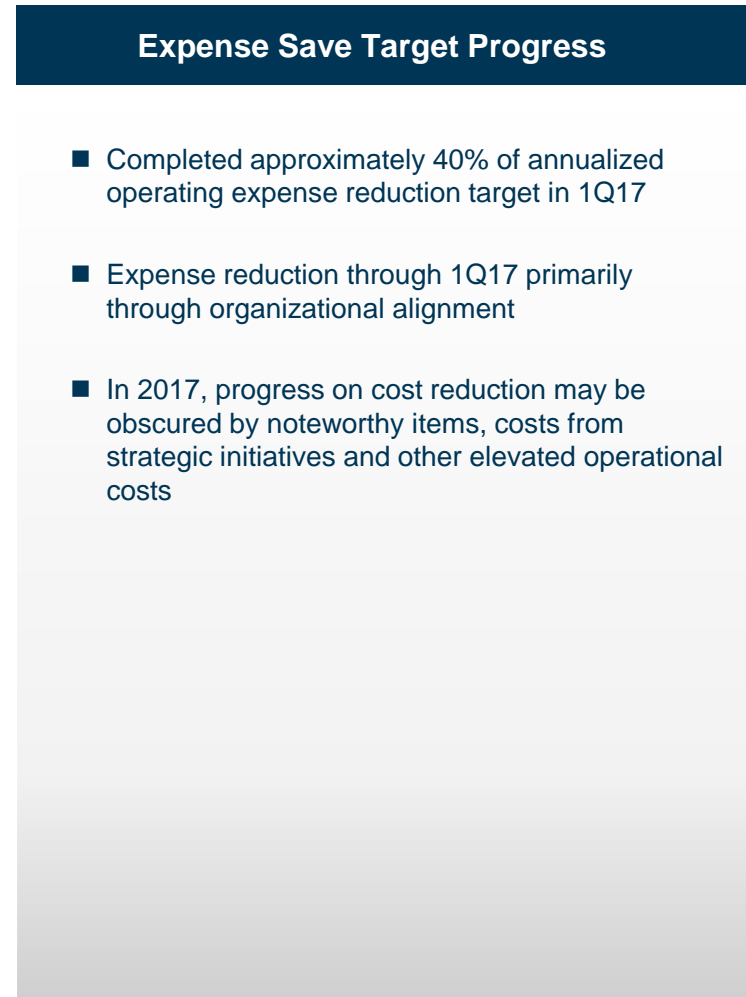 Expense Save Target Progress
■ Completed approximately 40% of annualized
operating expense reduction target in 1Q17
■ Expense reduction through 1Q17 primarily
through organizational alignment
■ In 2017, progress on cost reduction may be
obscured by noteworthy items, costs from
strategic initiatives and other elevated operational
costs